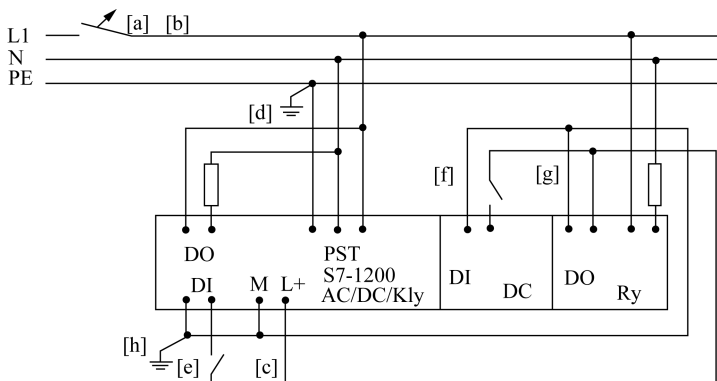 L1 [a] [b]
N
PE
[d]
[f] [g]
DO PST
S7-1200
DI M L+ AC/DC/Kly
DI DC DO Ry
[h]
[e] [c]